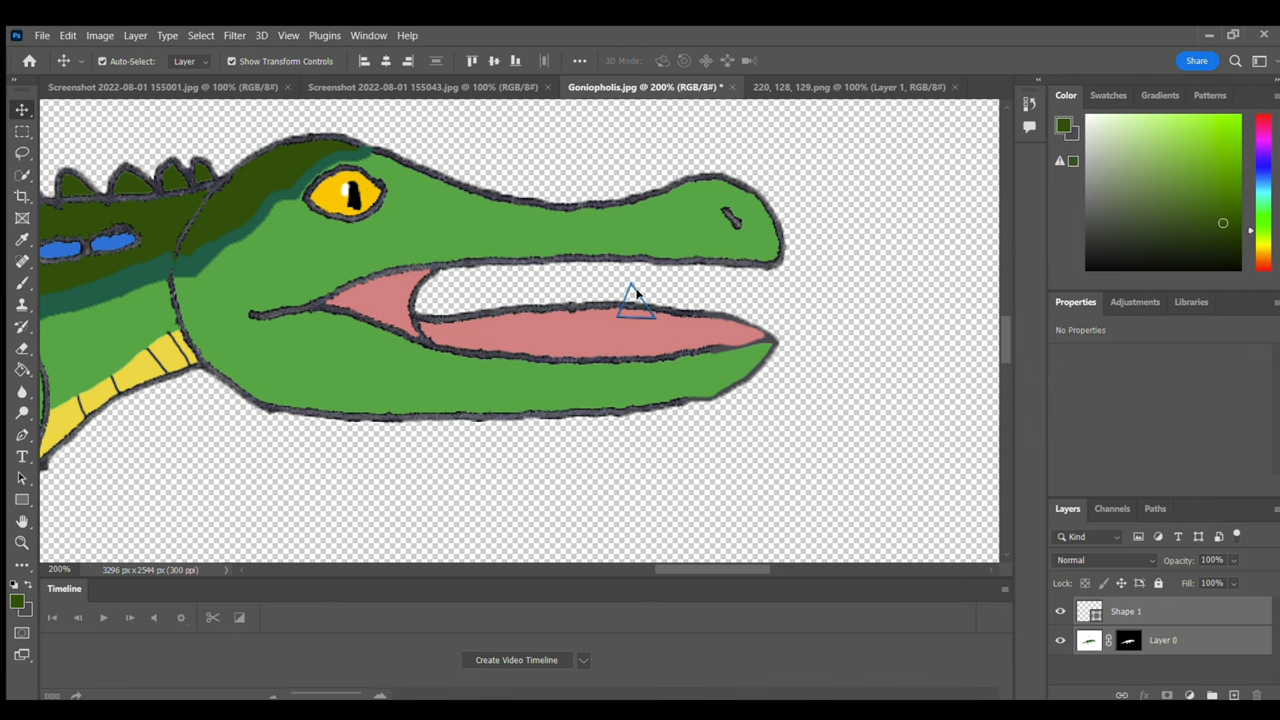 Ps File Edit Image Layer Type Select Filter 3D View Plugins Window Help
Auto-Select: Layer Show Transform Controls 3D Mode: Share
Screenshot 2022-08-01 155001.jpg @ 100% (RGB/8#) Screenshot 2022-08-01 155043.jpg @ 100% (RGB/8#) Goniopholis.jpg @ 200% (RGB/8#) * 220, 128, 129.png @ 100% (Layer 1, RGB/8#)
Color Swatches Gradients Patterns
Properties Adjustments Libraries
No Properties
Layers Channels Paths
Kind
Normal Opacity: 100%
Lock: Fill: 100%
Shape 1
Layer 0
200% 3296 px x 2544 px (300 ppi)
Timeline
Create Video Timeline